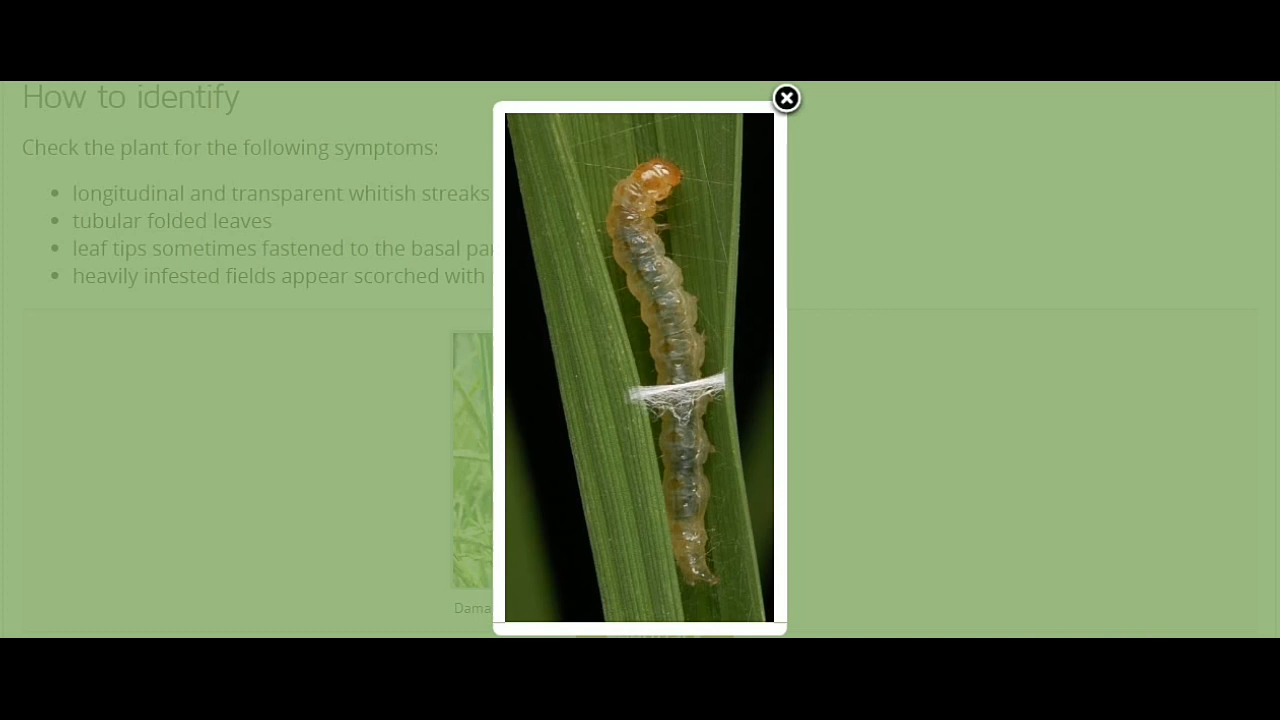 How to identify
Check the plant for the following symptoms:
longitudinal and transparent whitish streaks
tubular folded leaves
leaf tips sometimes fastened to the basal
heavily infested fields appear scorched with